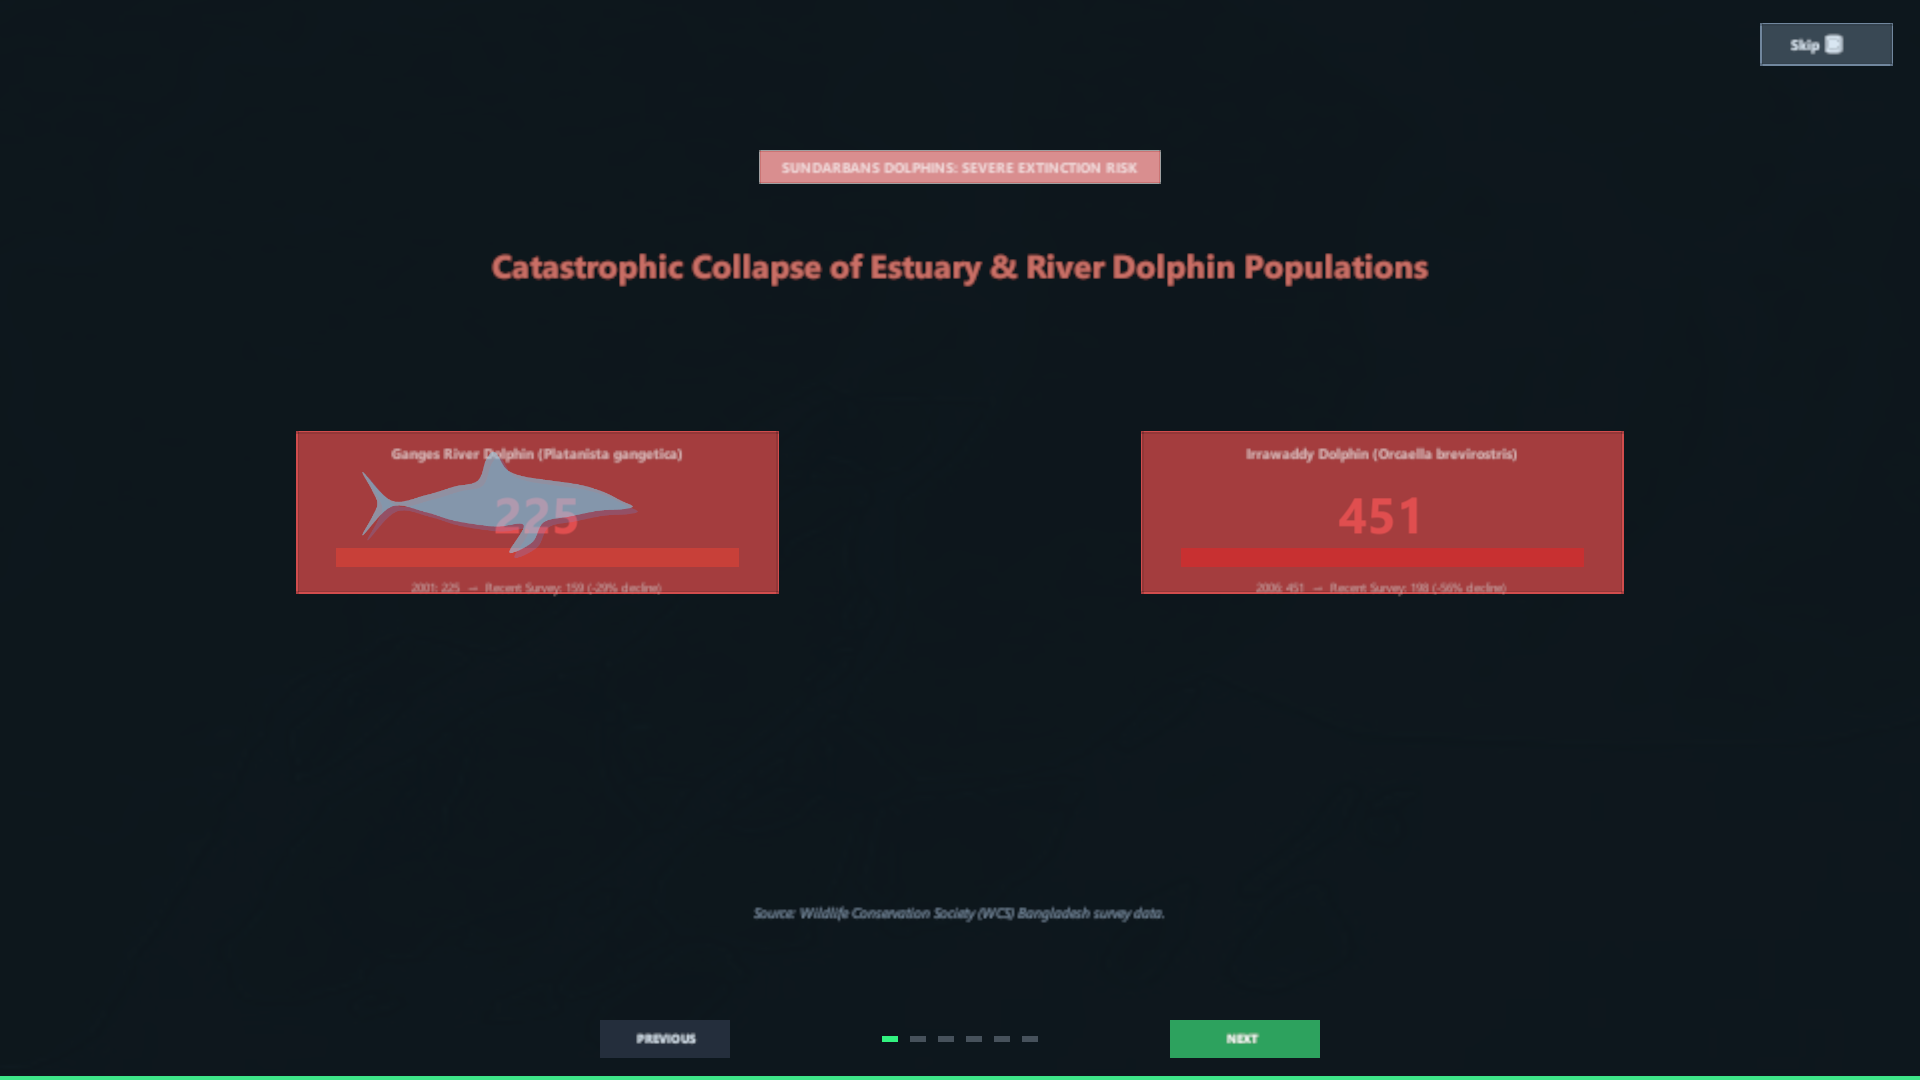 Skip
SUNDARBANS DOLPHINS: SEVERE EXTINCTION RISK
Catastrophic Collapse of Estuary & River Dolphin Populations
Ganges River Dolphin (Platanista gangetica)
225
2001: 225 — Recent Survey: 159 (-29% decline)
Irrawaddy Dolphin (Orcaella brevirostris)
451
2006: 451 — Recent Survey: 198 (-56% decline)
Source: Wildlife Conservation Society (WCS) Bangladesh survey data.
PREVIOUS
NEXT